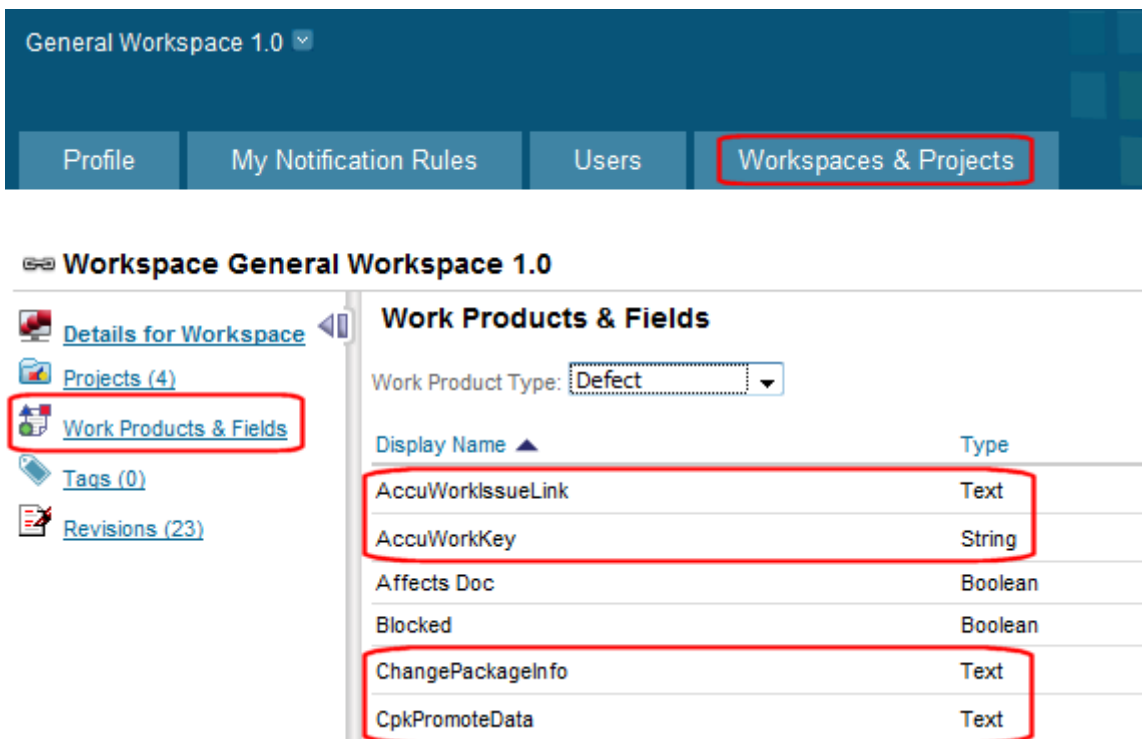 General Workspace 1.0
Profile My Notification Rules Users Workspaces & Projects
Workspace General Workspace 1.0
Details for Workspace
Projects (4)
Work Products & Fields
Tags (0)
Revisions (23)
Work Products & Fields
Work Product Type: Defect
Display Name Type
AccuWorkIssueLink Text
AccuWorkKey String
Affects Doc Boolean
Blocked Boolean
ChangePackageInfo Text
CpkPromoteData Text